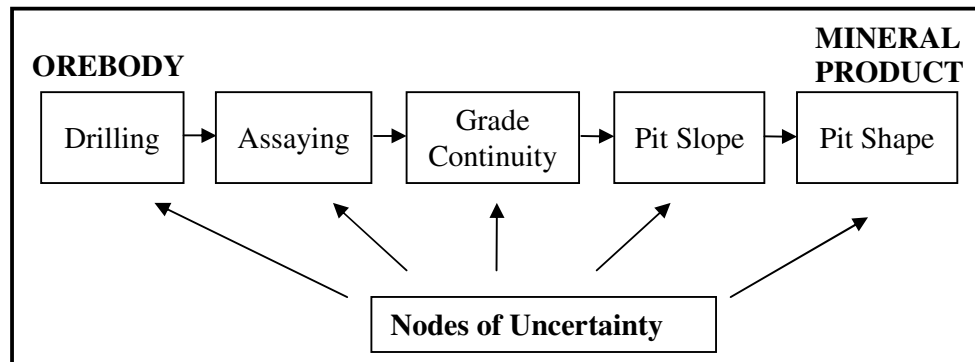 OREBODY
MINERAL
PRODUCT
Drilling
Assaying
Grade
Continuity
Pit Slope
Pit Shape
Nodes of Uncertainty